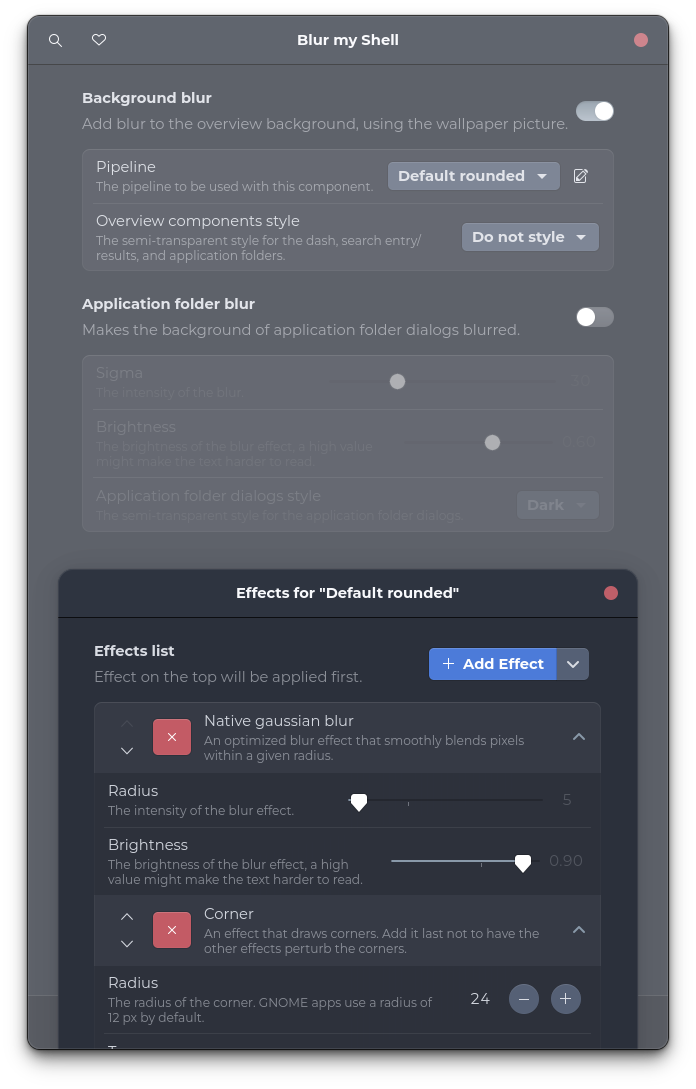 Blur my Shell
Background blur
Add blur to the overview background, using the wallpaper picture.
Pipeline
The pipeline to be used with this component.
Default rounded
Overview components style
The semi-transparent style for the dash, search entry/
results, and application folders.
Do not style
Application folder blur
Makes the background of application folder dialogs blurred.
Sigma
The intensity of the blur.
Brightness
The brightness of the blur effect, a high value
might make the text harder to read.
Application folder dialogs style
The semi-transparent style for the application folder dialogs.
Dark
Effects for "Default rounded"
Effects list
Effect on the top will be applied first.
Add Effect
Native gaussian blur
An optimized blur effect that smoothly blends pixels
within a given radius.
Radius
The intensity of the blur effect.
5
Brightness
The brightness of the blur effect, a high
value might make the text harder to read.
0.90
Corner
An effect that draws corners. Add it last not to have the
other effects perturb the corners.
Radius
The radius of the corner. GNOME apps use a radius of
12 px by default.
24